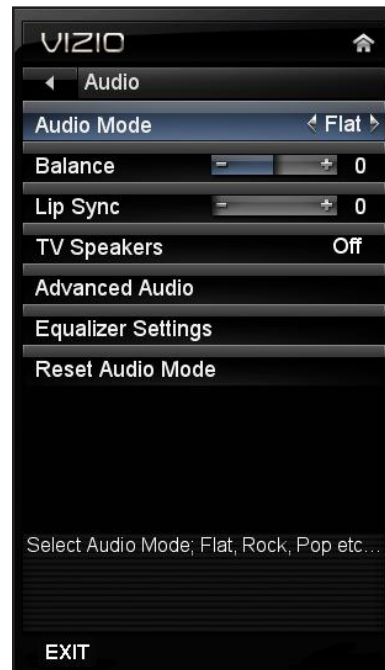 VIZIO
Audio
Audio Mode Flat
Balance - + 0
Lip Sync - + 0
TV Speakers Off
Advanced Audio
Equalizer Settings
Reset Audio Mode
Select Audio Mode; Flat, Rock, Pop etc...
EXIT